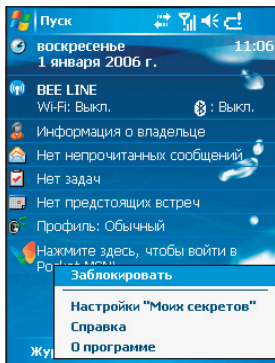 Пуск
воскресенье 11:06
1 января 2006 г.
BEE LINE
Wi-Fi: Выкл. : Выкл.
Информация о владельце
Нет непрочитанных сообщений
Нет задач
Нет предстоящих встреч
Профиль: Обычный
Нажмите здесь, чтобы войти в
Заблокировать
Настройки "Моих секретов"
Справка
О программе